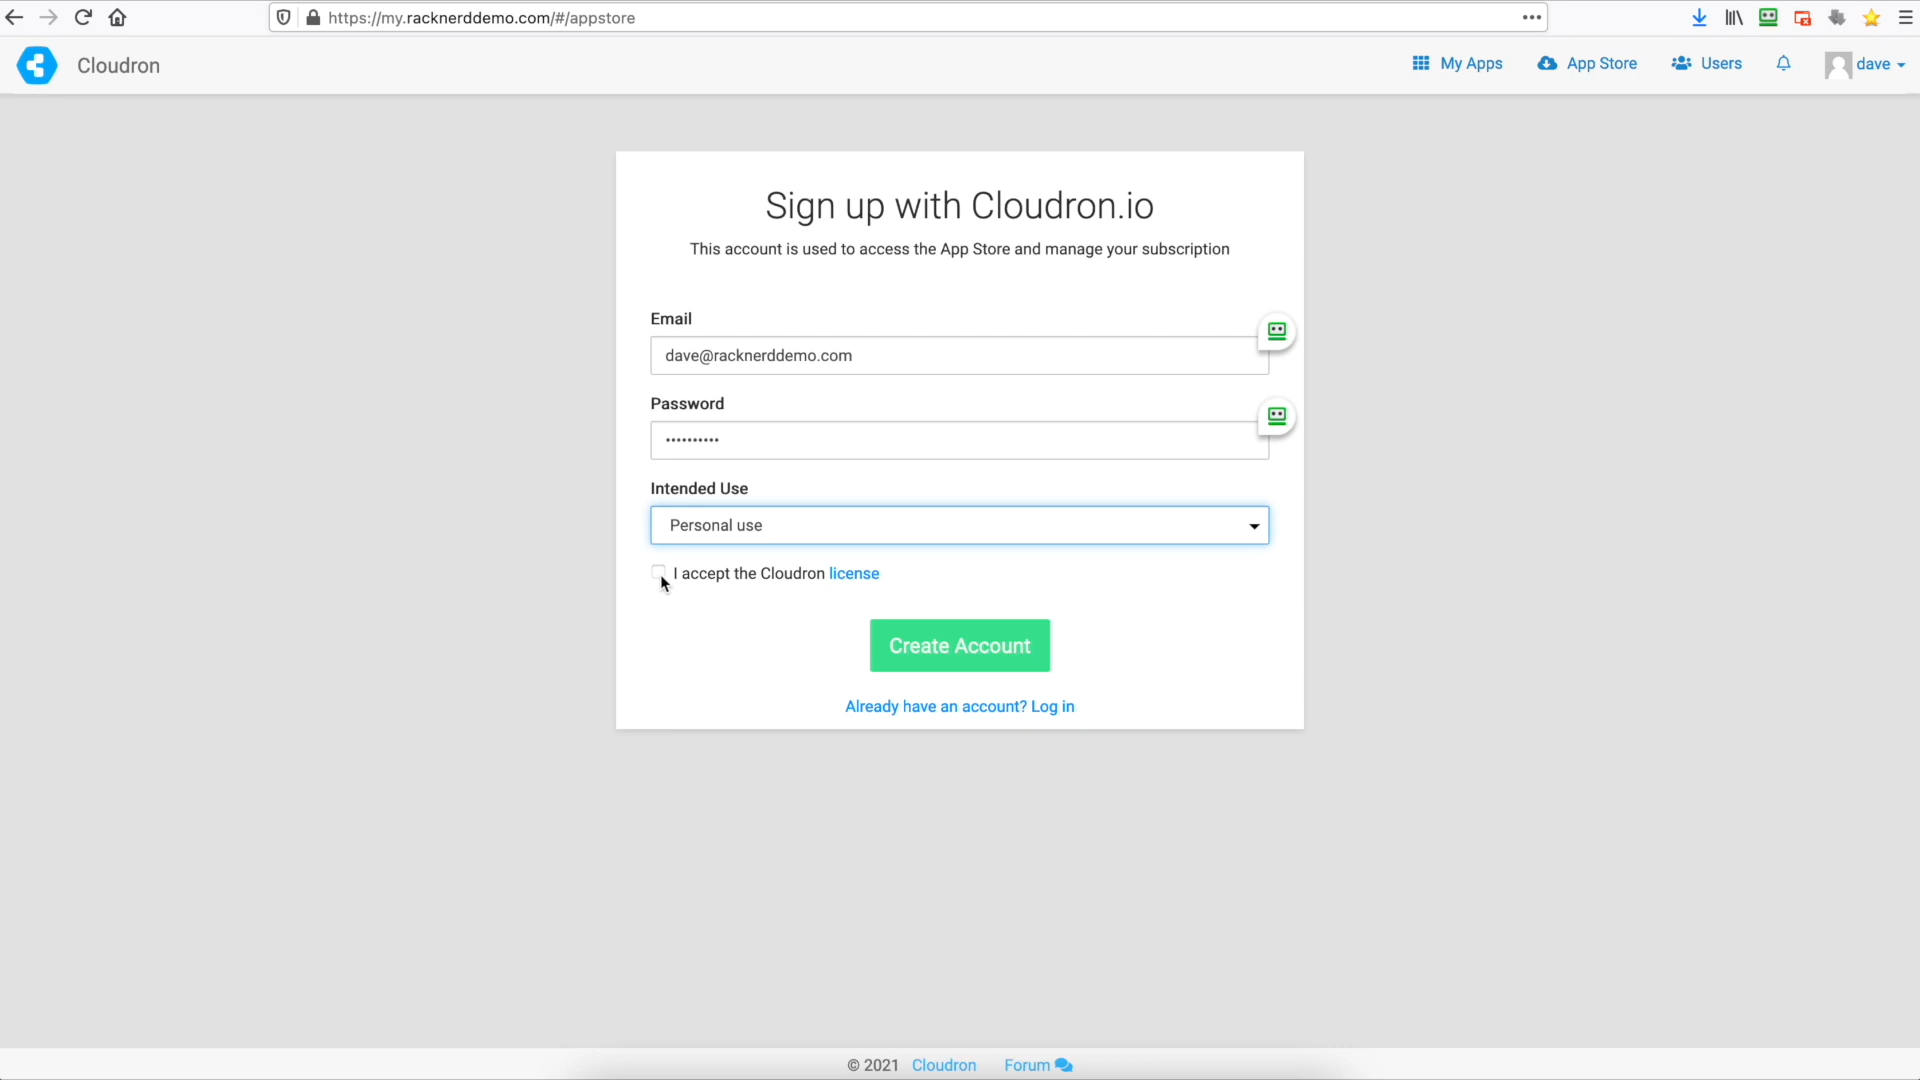 https://my.racknerddemo.com/#/appstore
Cloudron
My Apps
App Store
Users
dave
Sign up with Cloudron.io
This account is used to access the App Store and manage your subscription
Email
dave@racknerddemo.com
Password
••••••••••
Intended Use
Personal use
I accept the Cloudron license
Create Account
Already have an account? Log in
© 2021 Cloudron Forum